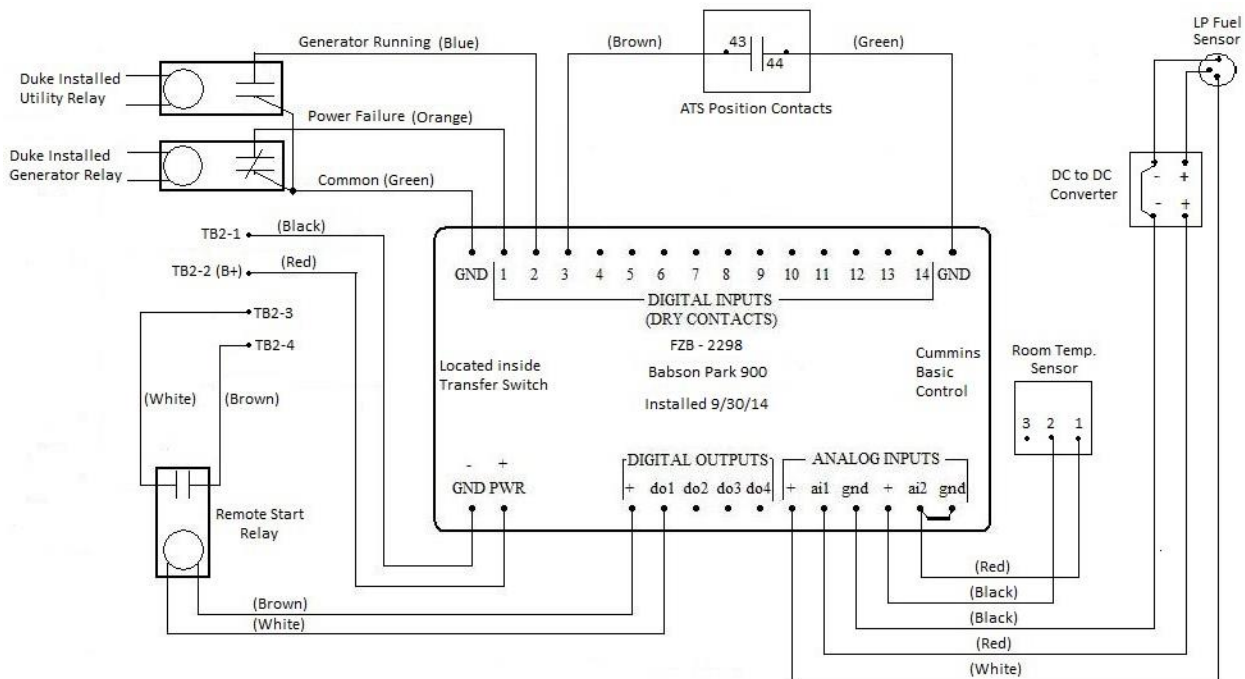 Generator Running (Blue)
Duke Installed
Utility Relay
Power Failure (Orange)
Duke Installed
Generator Relay
Common (Green)
(Brown)
43
44
(Green)
ATS Position Contacts
LP Fuel
Sensor
DC to DC
Converter
- +
- +
TB2-1
(Black)
TB2-2 (B+)
(Red)
TB2-3
TB2-4
(White)
(Brown)
Remote Start
Relay
GND 1 2 3 4 5 6 7 8 9 10 11 12 13 14 GND
DIGITAL INPUTS
(DRY CONTACTS)
FZB - 2298
Babson Park 900
Installed 9/30/14
Located inside
Transfer Switch
Cummins
Basic
Control
Room Temp.
Sensor
3 2 1
- +
GND PWR
DIGITAL OUTPUTS
+ do1 do2 do3 do4
ANALOG INPUTS
+ ai1 gnd + ai2 gnd
(Brown)
(White)
(Red)
(Black)
(Black)
(Red)
(White)